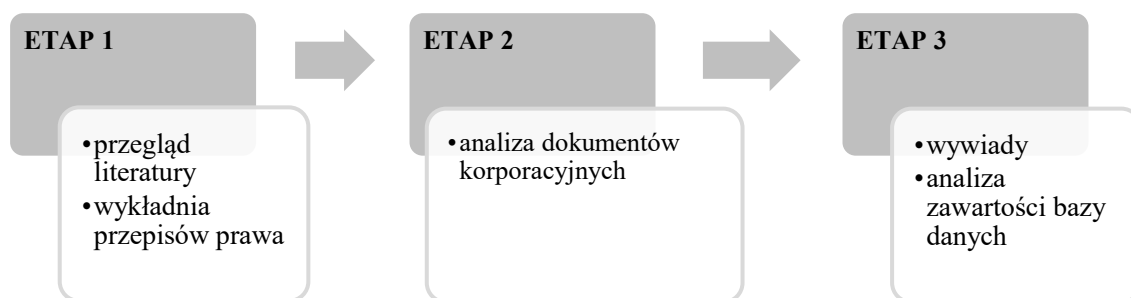 ETAP 1
•przegląd
literatury
•wykładnia
przepisów prawa
ETAP 2
•analiza dokumentów
korporacyjnych
ETAP 3
•wywiady
•analiza
zawartości bazy
danych